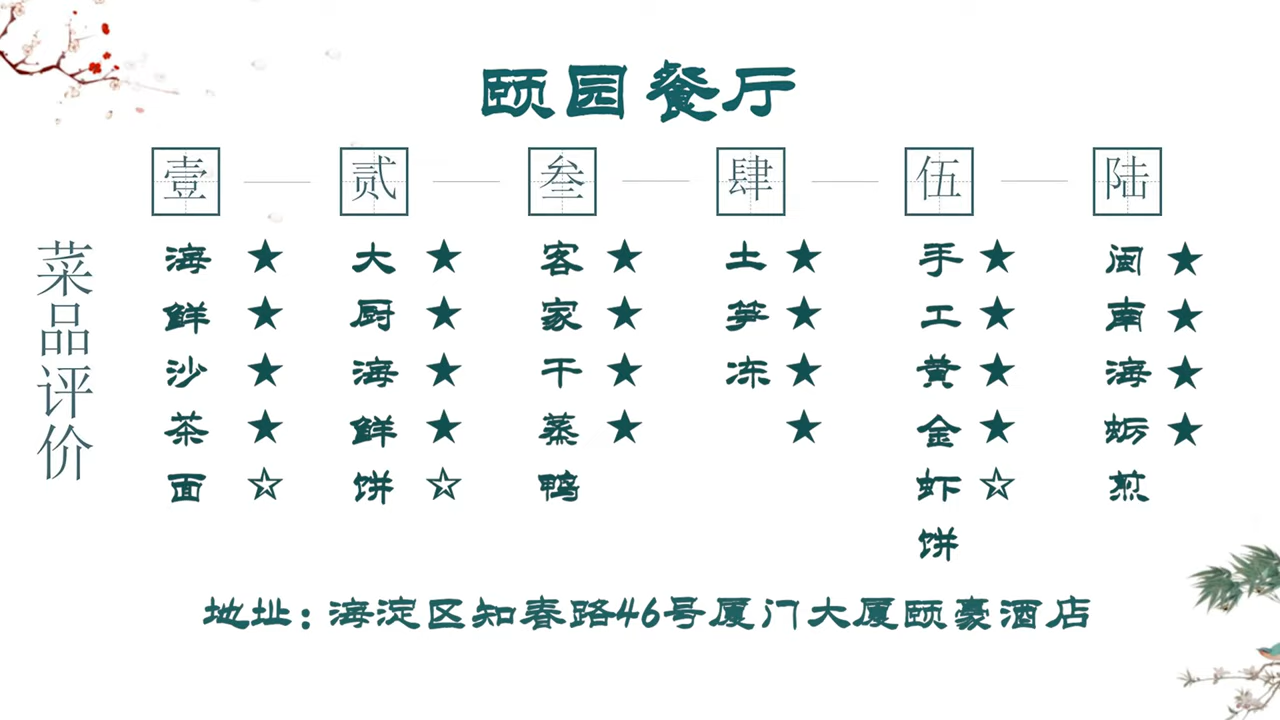 颐园餐厅
壹 贰 叁 肆 伍 陆
菜品评价
海鲜沙茶面
★★★★☆
大厨海鲜饼
★★★★☆
客家干蒸鸭
★★★★
土笋冻
★★★★
手工黄金虾饼
★★★★☆
闽南海蛎煎
★★★★
地址：海淀区知春路46号厦门大厦颐豪酒店